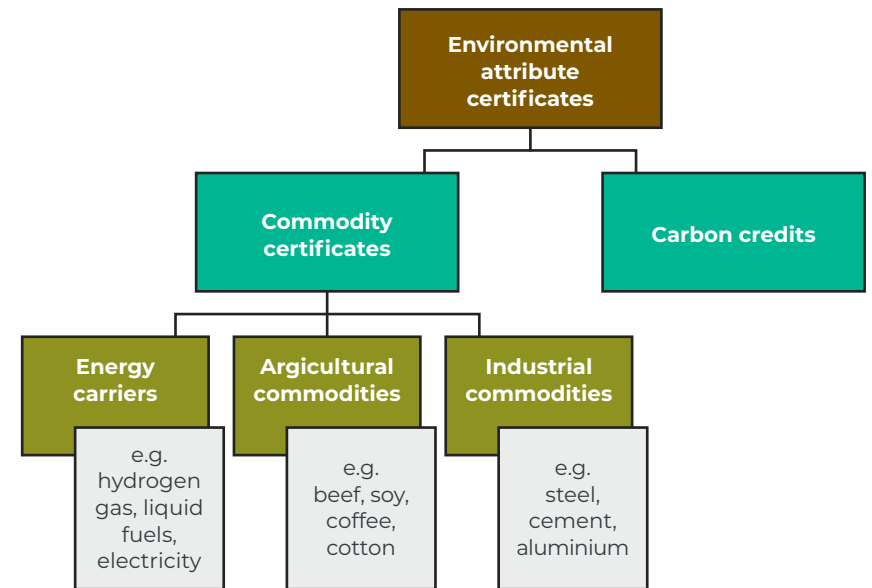 Environmental
attribute
certificates
Commodity
certificates
Carbon credits
Energy
carriers
Argicultural
commodities
Industrial
commodities
e.g.
hydrogen
gas, liquid
fuels,
electricity
e.g.
beef, soy,
coffee,
cotton
e.g.
steel,
cement,
aluminium